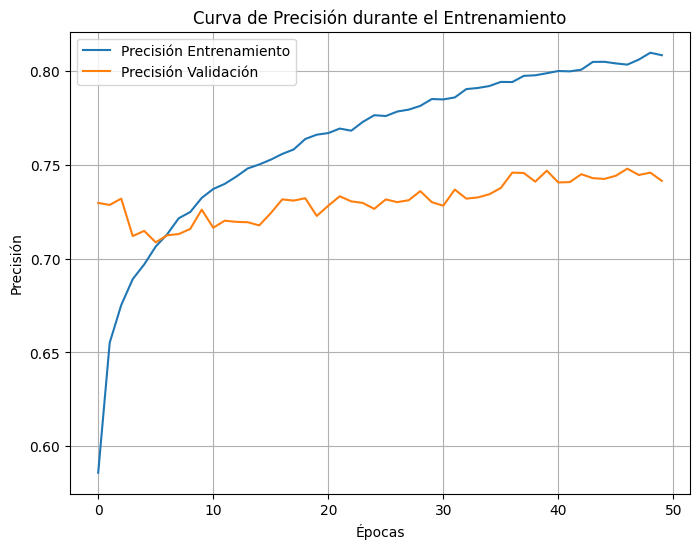 Curva de Precisión durante el Entrenamiento
Precisión Entrenamiento
Precisión Validación
Precisión
0.80
0.75
0.70
0.65
0.60
0
10
20
30
40
50
Épocas